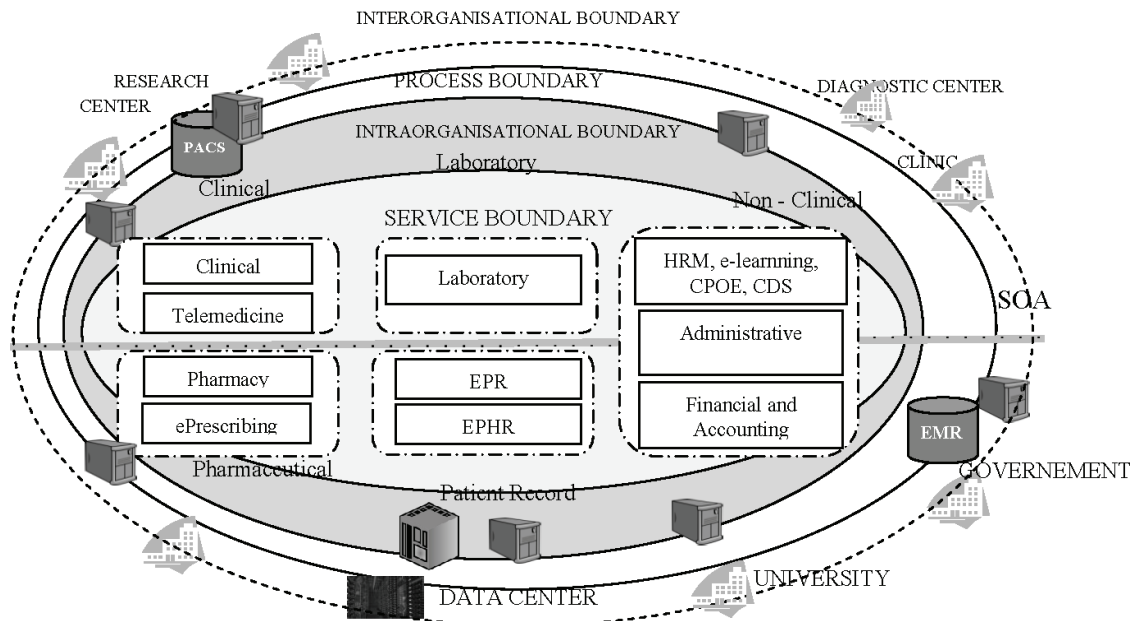 INTERORGANISATIONAL BOUNDARY
RESEARCH
CENTER
PROCESS BOUNDARY
DIAGNOSTIC CENTER
INTRAORGANISATIONAL BOUNDARY
PACS
Laboratory
CLINIC
Clinical
Non - Clinical
SERVICE BOUNDARY
Clinical
Laboratory
HRM, e-learnning,
CPOE, CDS
Telemedicine
SOA
Administrative
Pharmacy
EPR
ePrescribing
EPHR
Financial and
Accounting
EMR
Pharmaceutical
GOVERNEMENT
Patient Record
UNIVERSITY
DATA CENTER